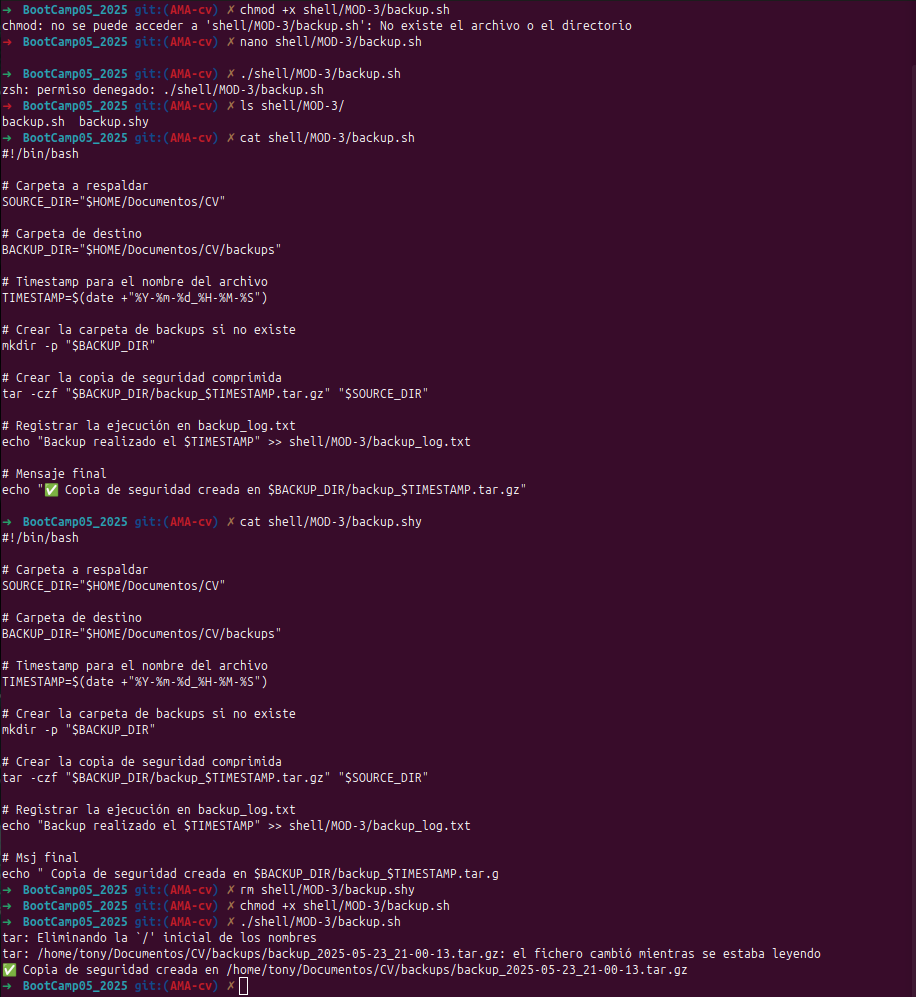 ➜  BootCamp05_2025 git:(AMA-cv) ✗ chmod +x shell/MOD-3/backup.sh
chmod: no se puede acceder a 'shell/MOD-3/backup.sh': No existe el archivo o el directorio
➜  BootCamp05_2025 git:(AMA-cv) ✗ nano shell/MOD-3/backup.sh

➜  BootCamp05_2025 git:(AMA-cv) ✗ ./shell/MOD-3/backup.sh
zsh: permiso denegado: ./shell/MOD-3/backup.sh
➜  BootCamp05_2025 git:(AMA-cv) ✗ ls shell/MOD-3/
backup.sh  backup.shy
➜  BootCamp05_2025 git:(AMA-cv) ✗ cat shell/MOD-3/backup.sh
#!/bin/bash

# Carpeta a respaldar
SOURCE_DIR="$HOME/Documentos/CV"

# Carpeta de destino
BACKUP_DIR="$HOME/Documentos/CV/backups"

# Timestamp para el nombre del archivo
TIMESTAMP=$(date +"%Y-%m-%d_%H-%M-%S")

# Crear la carpeta de backups si no existe
mkdir -p "$BACKUP_DIR"

# Crear la copia de seguridad comprimida
tar -czf "$BACKUP_DIR/backup_$TIMESTAMP.tar.gz" "$SOURCE_DIR"

# Registrar la ejecución en backup_log.txt
echo "Backup realizado el $TIMESTAMP" >> shell/MOD-3/backup_log.txt

# Mensaje final
echo "✅ Copia de seguridad creada en $BACKUP_DIR/backup_$TIMESTAMP.tar.gz"

➜  BootCamp05_2025 git:(AMA-cv) ✗ cat shell/MOD-3/backup.shy
#!/bin/bash

# Carpeta a respaldar
SOURCE_DIR="$HOME/Documentos/CV"

# Carpeta de destino
BACKUP_DIR="$HOME/Documentos/CV/backups"

# Timestamp para el nombre del archivo
TIMESTAMP=$(date +"%Y-%m-%d_%H-%M-%S")

# Crear la carpeta de backups si no existe
mkdir -p "$BACKUP_DIR"

# Crear la copia de seguridad comprimida
tar -czf "$BACKUP_DIR/backup_$TIMESTAMP.tar.gz" "$SOURCE_DIR"

# Registrar la ejecución en backup_log.txt
echo "Backup realizado el $TIMESTAMP" >> shell/MOD-3/backup_log.txt

# Msj final
echo " Copia de seguridad creada en $BACKUP_DIR/backup_$TIMESTAMP.tar.g
➜  BootCamp05_2025 git:(AMA-cv) ✗ rm shell/MOD-3/backup.shy
➜  BootCamp05_2025 git:(AMA-cv) ✗ chmod +x shell/MOD-3/backup.sh
➜  BootCamp05_2025 git:(AMA-cv) ✗ ./shell/MOD-3/backup.sh
tar: Eliminando la `/' inicial de los nombres
tar: /home/tony/Documentos/CV/backups/backup_2025-05-23_21-00-13.tar.gz: el fichero cambió mientras se estaba leyendo
✅ Copia de seguridad creada en /home/tony/Documentos/CV/backups/backup_2025-05-23_21-00-13.tar.gz
➜  BootCamp05_2025 git:(AMA-cv) ✗